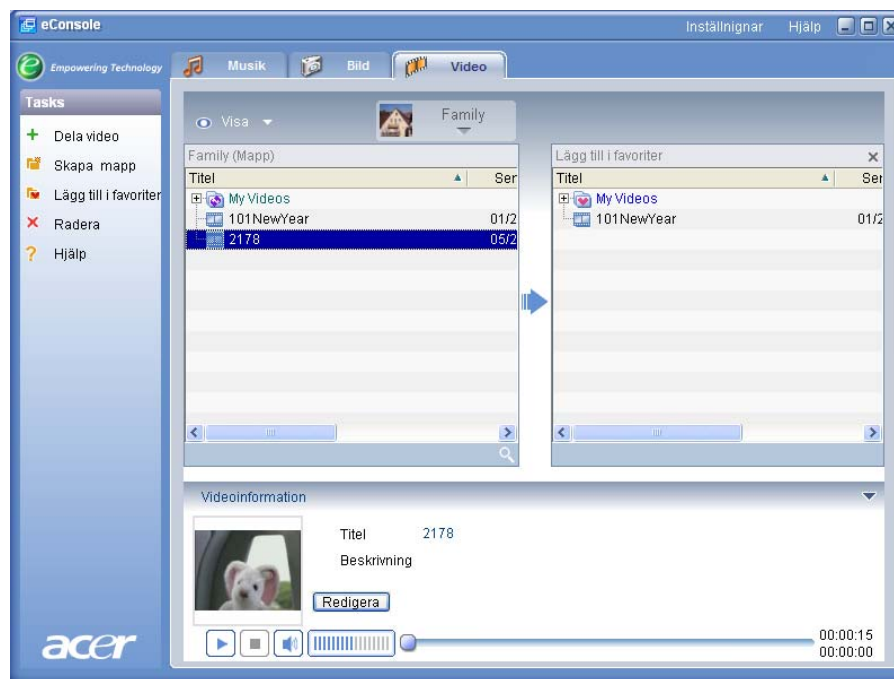 eConsole
Inställnignar Hjälp
Empowering Technology
Musik Bild Video
Tasks
Dela video
Skapa mapp
Lägg till i favoriter
Radera
Hjälp
Visa
Family
Family (Mapp)
Titel Ser
My Videos
101NewYear 01/2
2178 05/2
Lägg till i favoriter
Titel Ser
My Videos
101NewYear 01/2
Videoinformation
Titel 2178
Beskrivning
Redigera
00:00:15
00:00:00
acer